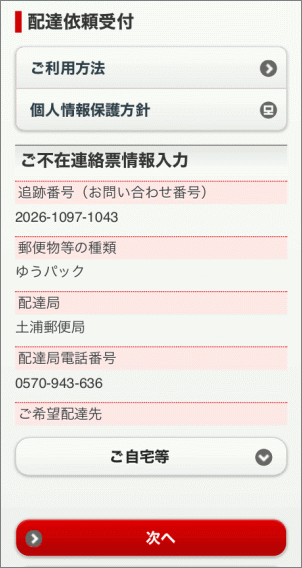 配達依頼受付
ご利用方法
個人情報保護方針
ご不在連絡票情報入力
追跡番号（お問い合わせ番号）
2026-1097-1043
郵便物等の種類
ゆうパック
配達局
土浦郵便局
配達局電話番号
0570-943-636
ご希望配達先
ご自宅等
次へ